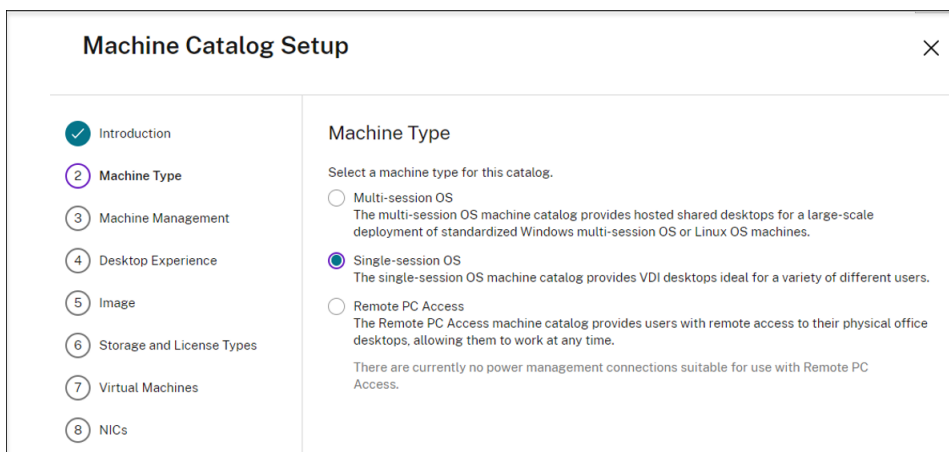 Machine Catalog Setup
Introduction
2 Machine Type
3 Machine Management
4 Desktop Experience
5 Image
6 Storage and License Types
7 Virtual Machines
8 NICs
Machine Type
Select a machine type for this catalog.
Multi-session OS
The multi-session OS machine catalog provides hosted shared desktops for a large-scale
deployment of standardized Windows multi-session OS or Linux OS machines.
Single-session OS
The single-session OS machine catalog provides VDI desktops ideal for a variety of different users.
Remote PC Access
The Remote PC Access machine catalog provides users with remote access to their physical office
desktops, allowing them to work at any time.
There are currently no power management connections suitable for use with Remote PC
Access.